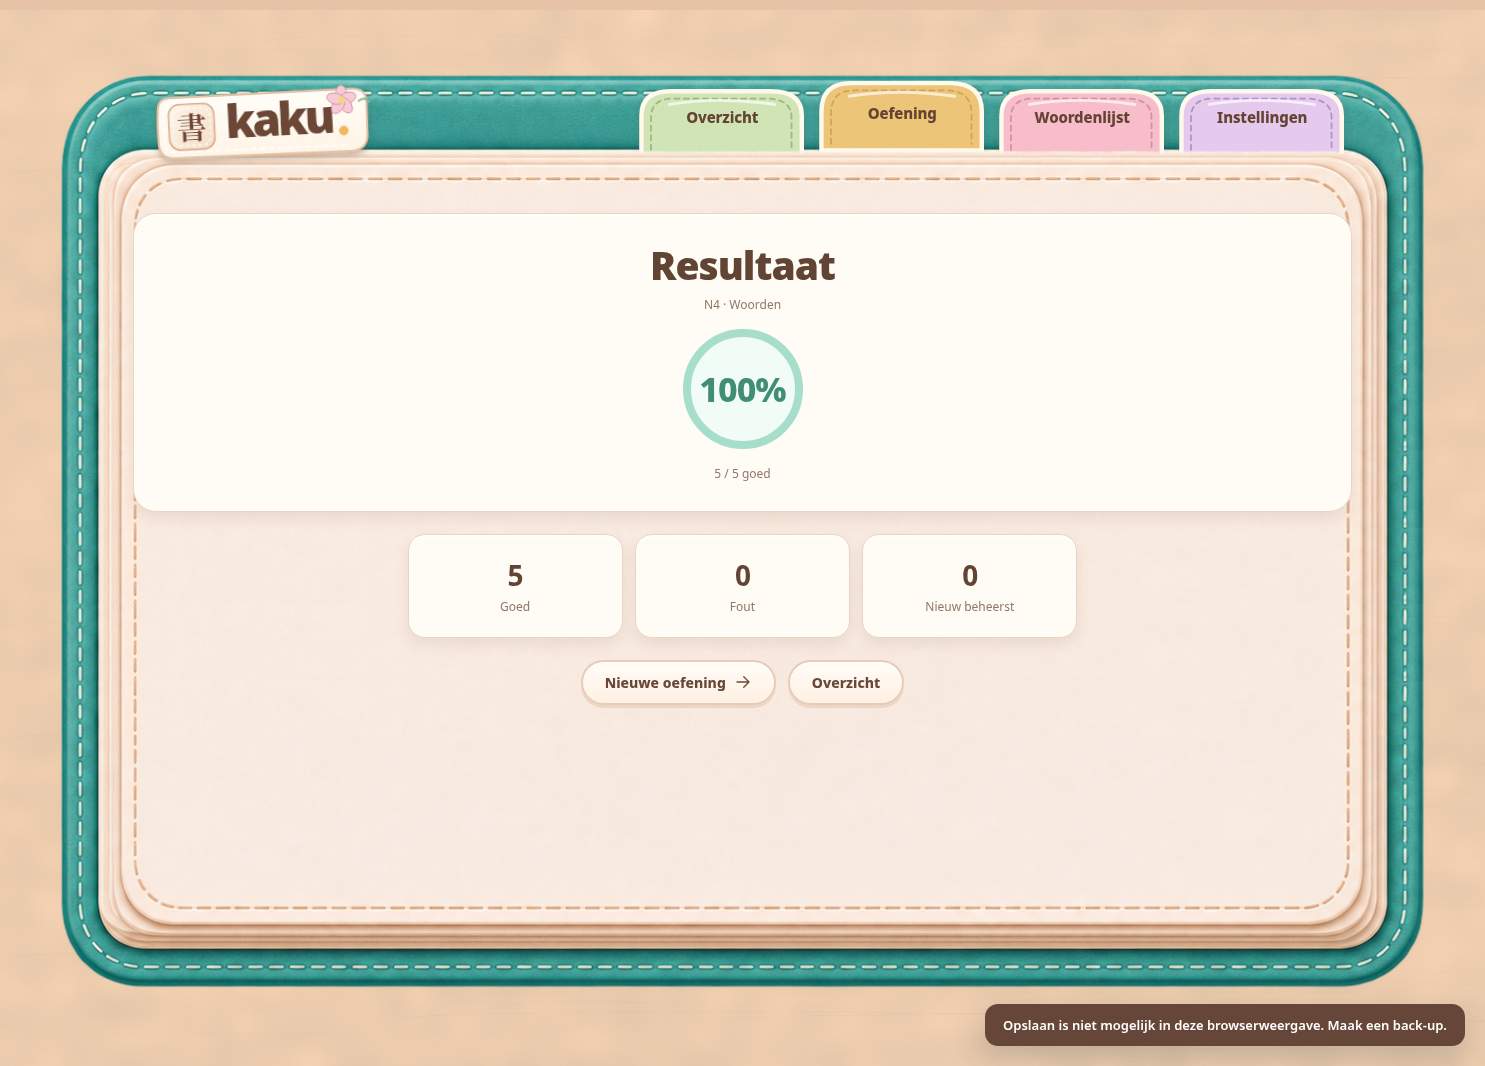 書 kaku.
Overzicht
Oefening
Woordenlijst
Instellingen
Resultaat
N4 · Woorden
100%
5 / 5 goed
5
Goed
0
Fout
0
Nieuw beheerst
Nieuwe oefening →
Overzicht
Opslaan is niet mogelijk in deze browserweergave. Maak een back-up.